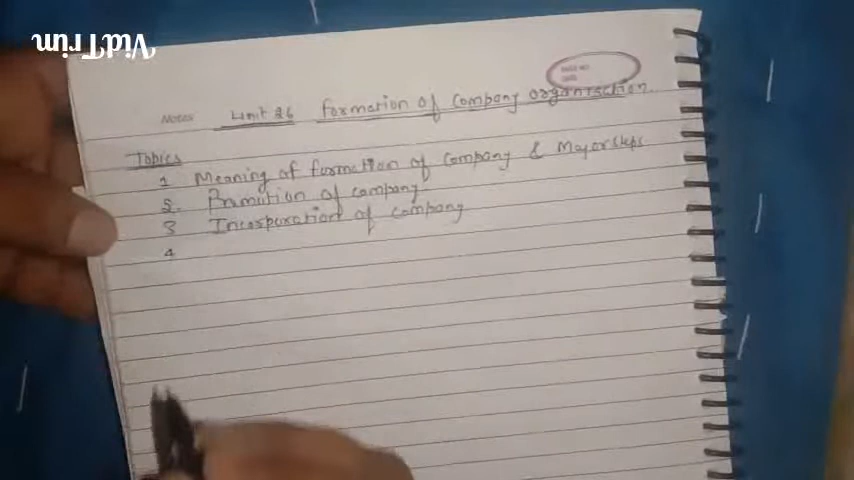 VidTrim
Notes Unit 26 Formation of Company organisation.
Topics
1 Meaning of formation of Company & Major steps
2. Promotion of company
3 Incorporation of company
4